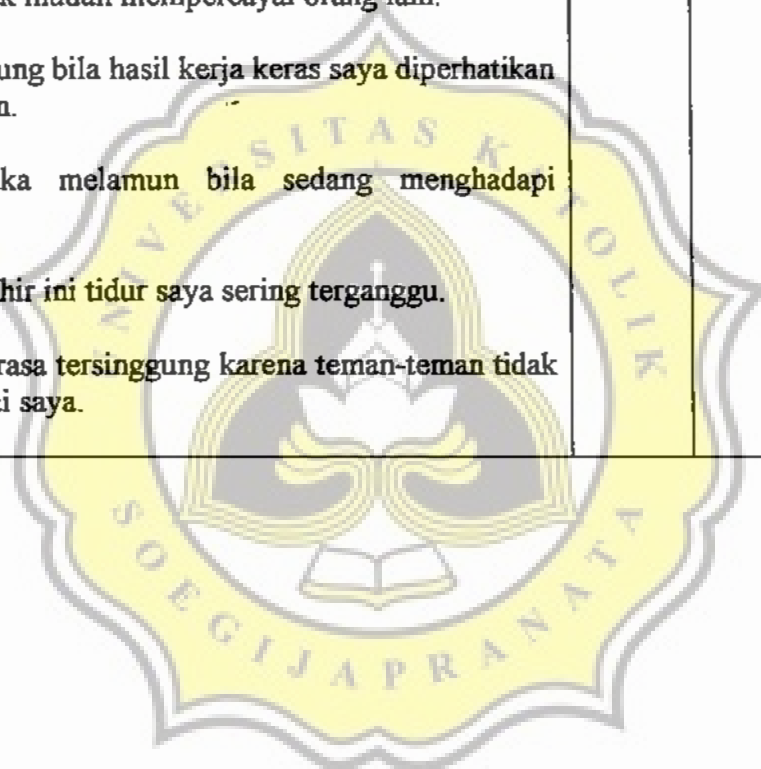 k mudah mempercayai orang lain.
ung bila hasil kerja keras saya diperhatikan
n.
ka melamun bila sedang menghadapi
hir ini tidur saya sering terganggu.
rasa tersinggung karena teman-teman tidak
i saya.
UNIVERSITAS KATOLIK
SOEGIJAPRANATA